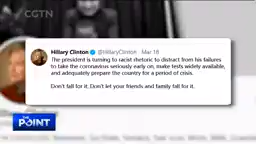 CGTN
Hillary Clinton @HillaryClinton · Mar 18
The president is turning to racist rhetoric to distract from his failures
to take the coronavirus seriously early on, make tests widely available,
and adequately prepare the country for a period of crisis.
Don't fall for it. Don't let your friends and family fall for it.
THE
POINT